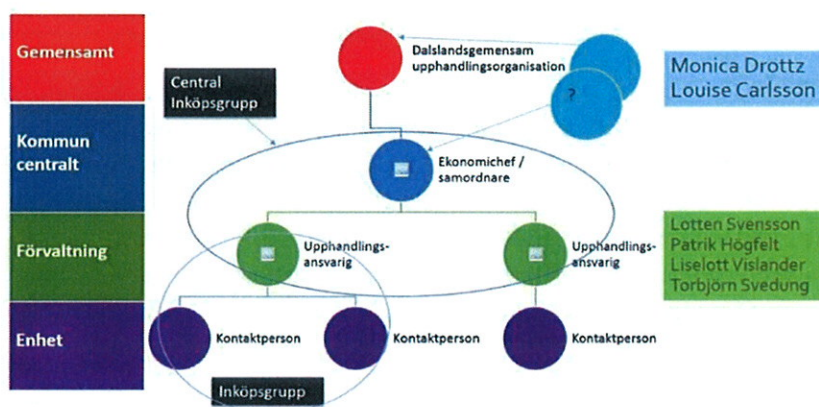 Gemensamt
Dalslandsgemensam
upphandlingsorganisation
Monica Drottz
Louise Carlsson
Central
Inköpsgrupp
?
Kommun
centralt
Ekonomichef /
samordnare
Förvaltning
Upphandlings-
ansvarig
Upphandlings-
ansvarig
Lotten Svensson
Patrik Högfelt
Liselott Vislander
Torbjörn Svedung
Enhet
Kontaktperson
Kontaktperson
Kontaktperson
Inköpsgrupp